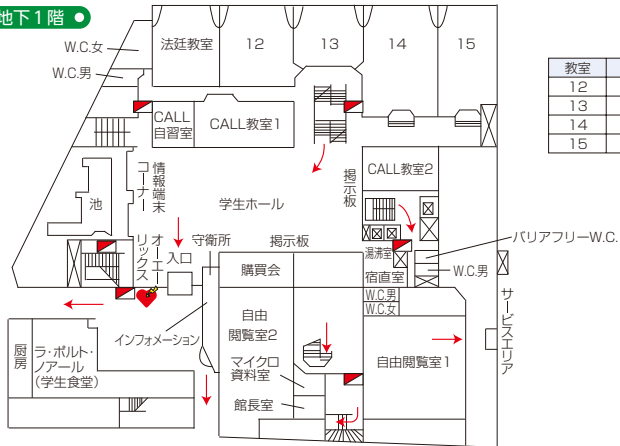 地下1階
W.C.女
W.C.男
法廷教室
12
13
14
15
教室
12
13
14
15
CALL
自習室
CALL教室1
CALL教室2
情報端末
コーナー
池
学生ホール
掲示板
オーエー
リックス
入口
守衛所
掲示板
湯沸室
宿直室
バリアフリーW.C.
W.C.男
購買会
W.C.男
W.C.女
サービスエリア
インフォメーション
自由
閲覧室2
自由閲覧室1
マイクロ
資料室
館長室
厨房
ラ・ポルト・
ノアール
(学生食堂)